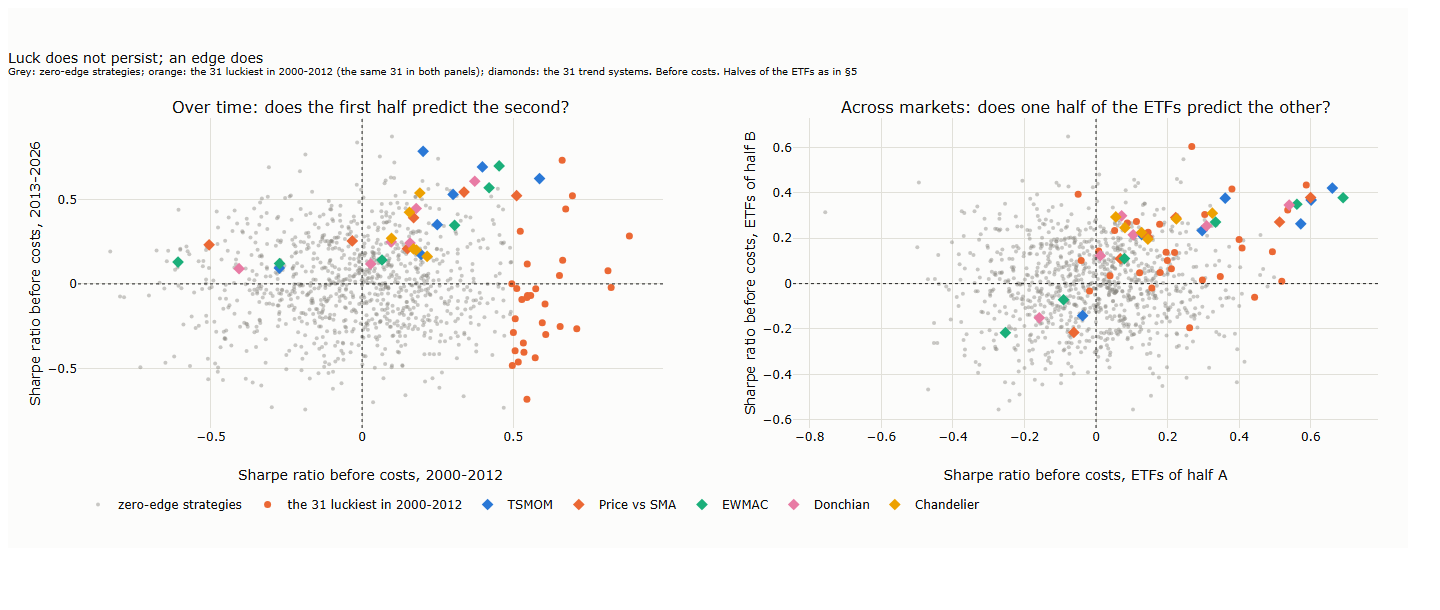 Luck does not persist; an edge does
Grey: zero-edge strategies; orange: the 31 luckiest in 2000-2012 (the same 31 in both panels); diamonds: the 31 trend systems. Before costs. Halves of the ETFs as in §5
Over time: does the first half predict the second?
Sharpe ratio before costs, 2013-2026
0.5
0
−0.5
−0.5
0
0.5
Sharpe ratio before costs, 2000-2012
Across markets: does one half of the ETFs predict the other?
Sharpe ratio before costs, ETFs of half B
0.6
0.4
0.2
0
−0.2
−0.4
−0.6
−0.8
−0.6
−0.4
−0.2
0
0.2
0.4
0.6
Sharpe ratio before costs, ETFs of half A
zero-edge strategies
the 31 luckiest in 2000-2012
TSMOM
Price vs SMA
EWMAC
Donchian
Chandelier